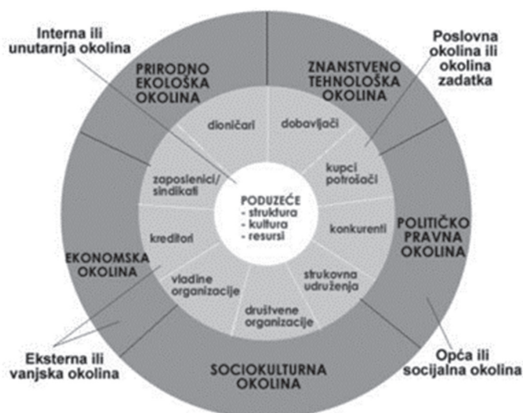 Interna ili
unutarnja okolina
Poslovna
okolina ili
okolina
zadatka
PRIRODNO
EKOLOŠKA
OKOLINA
ZNANSTVENO
TEHNOLOŠKA
OKOLINA
dioničari
dobavljači
zaposlenici/
sindikati
kupci
potrošači
PODUZEĆE
- struktura
- kultura
- resursi
kreditori
konkurenti
POLITIČKO
PRAVNA
OKOLINA
EKONOMSKA
OKOLINA
vladine
organizacije
strukovna
udruženja
društvene
organizacije
Eksterna ili
vanjska okolina
SOCIOKULTURNA
OKOLINA
Opća ili
socijalna okolina